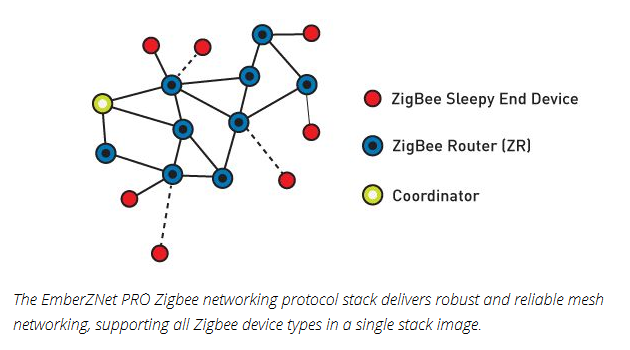 ZigBee Sleepy End Device
ZigBee Router (ZR)
Coordinator
The EmberZNet PRO Zigbee networking protocol stack delivers robust and reliable mesh
networking, supporting all Zigbee device types in a single stack image.